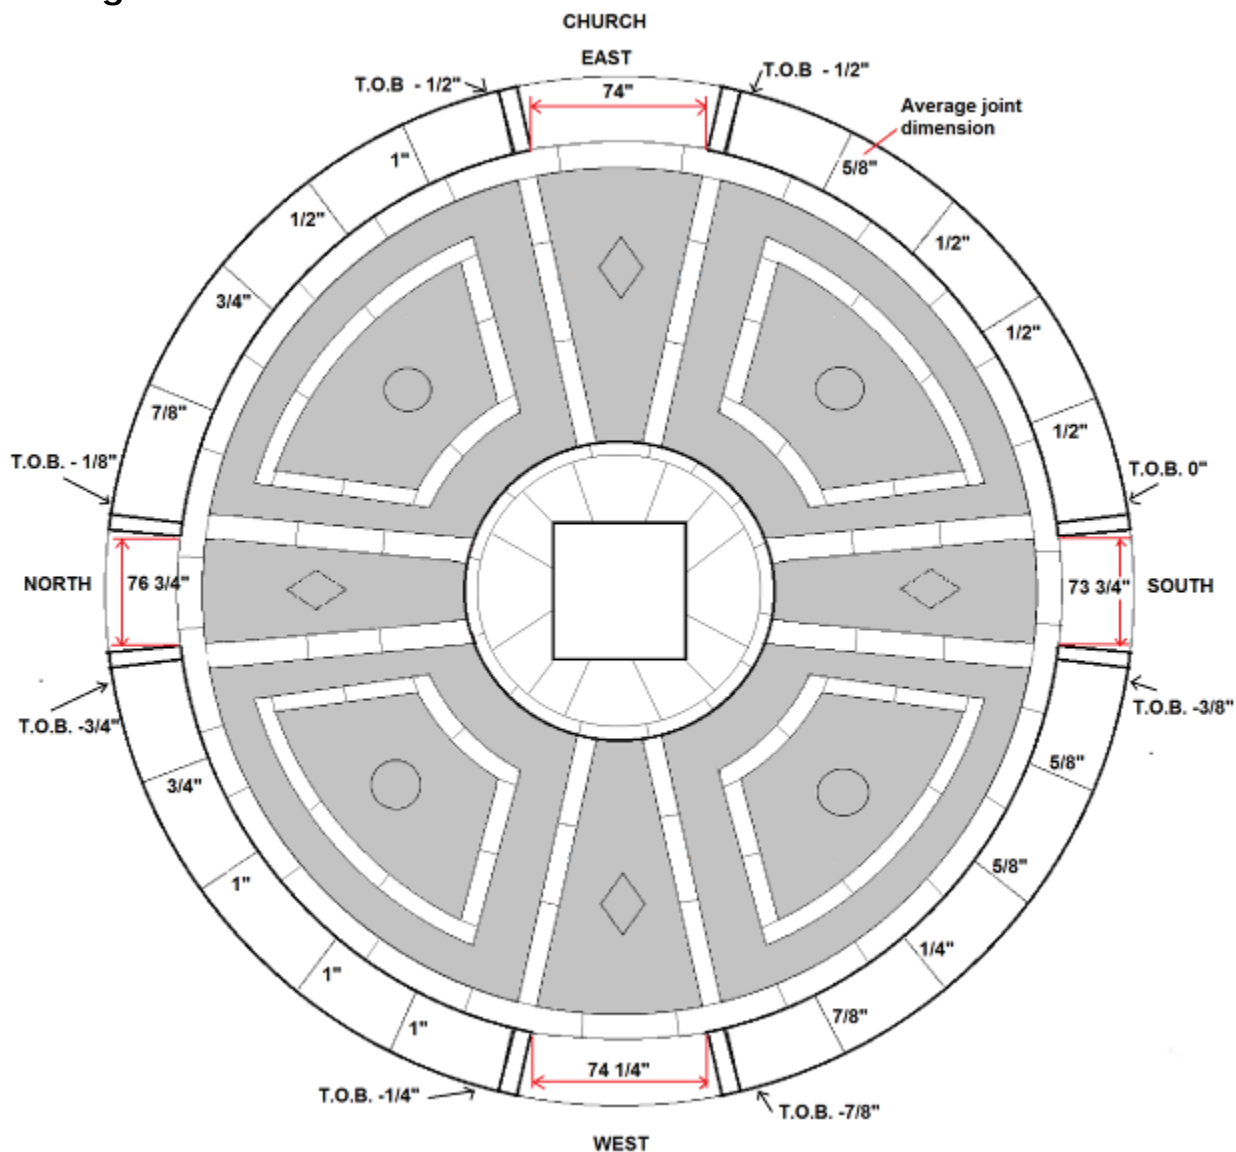 g
CHURCH
EAST
T.O.B - 1/2"
T.O.B - 1/2"
74"
Average joint
dimension
1"
5/8"
1/2"
1/2"
3/4"
1/2"
7/8"
1/2"
T.O.B. - 1/8"
T.O.B. 0"
NORTH
76 3/4"
73 3/4"
SOUTH
T.O.B. -3/4"
T.O.B. -3/8"
3/4"
5/8"
1"
5/8"
1"
1/4"
1"
7/8"
74 1/4"
T.O.B. -1/4"
T.O.B. -7/8"
WEST